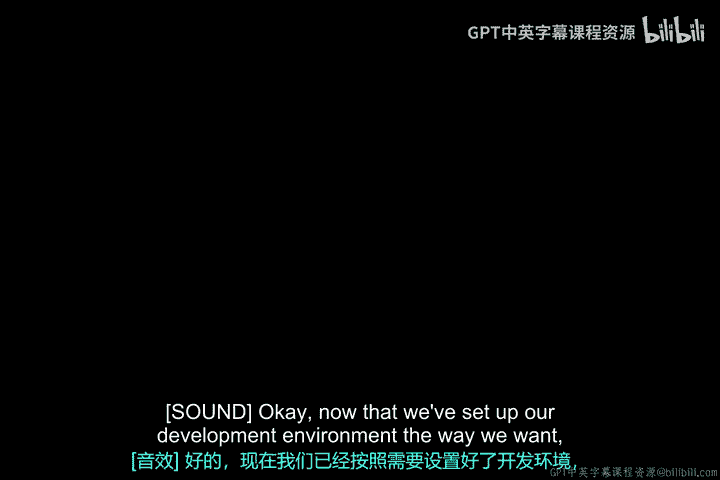 GPT中英字幕课程资源 bilibili
[SOUND] Okay, now that we've set up our
development environment the way we want,
[音效] 好的，现在我们已经按照需要设置好了开发环境，
GPT中英字幕课程资源@bilibili.com